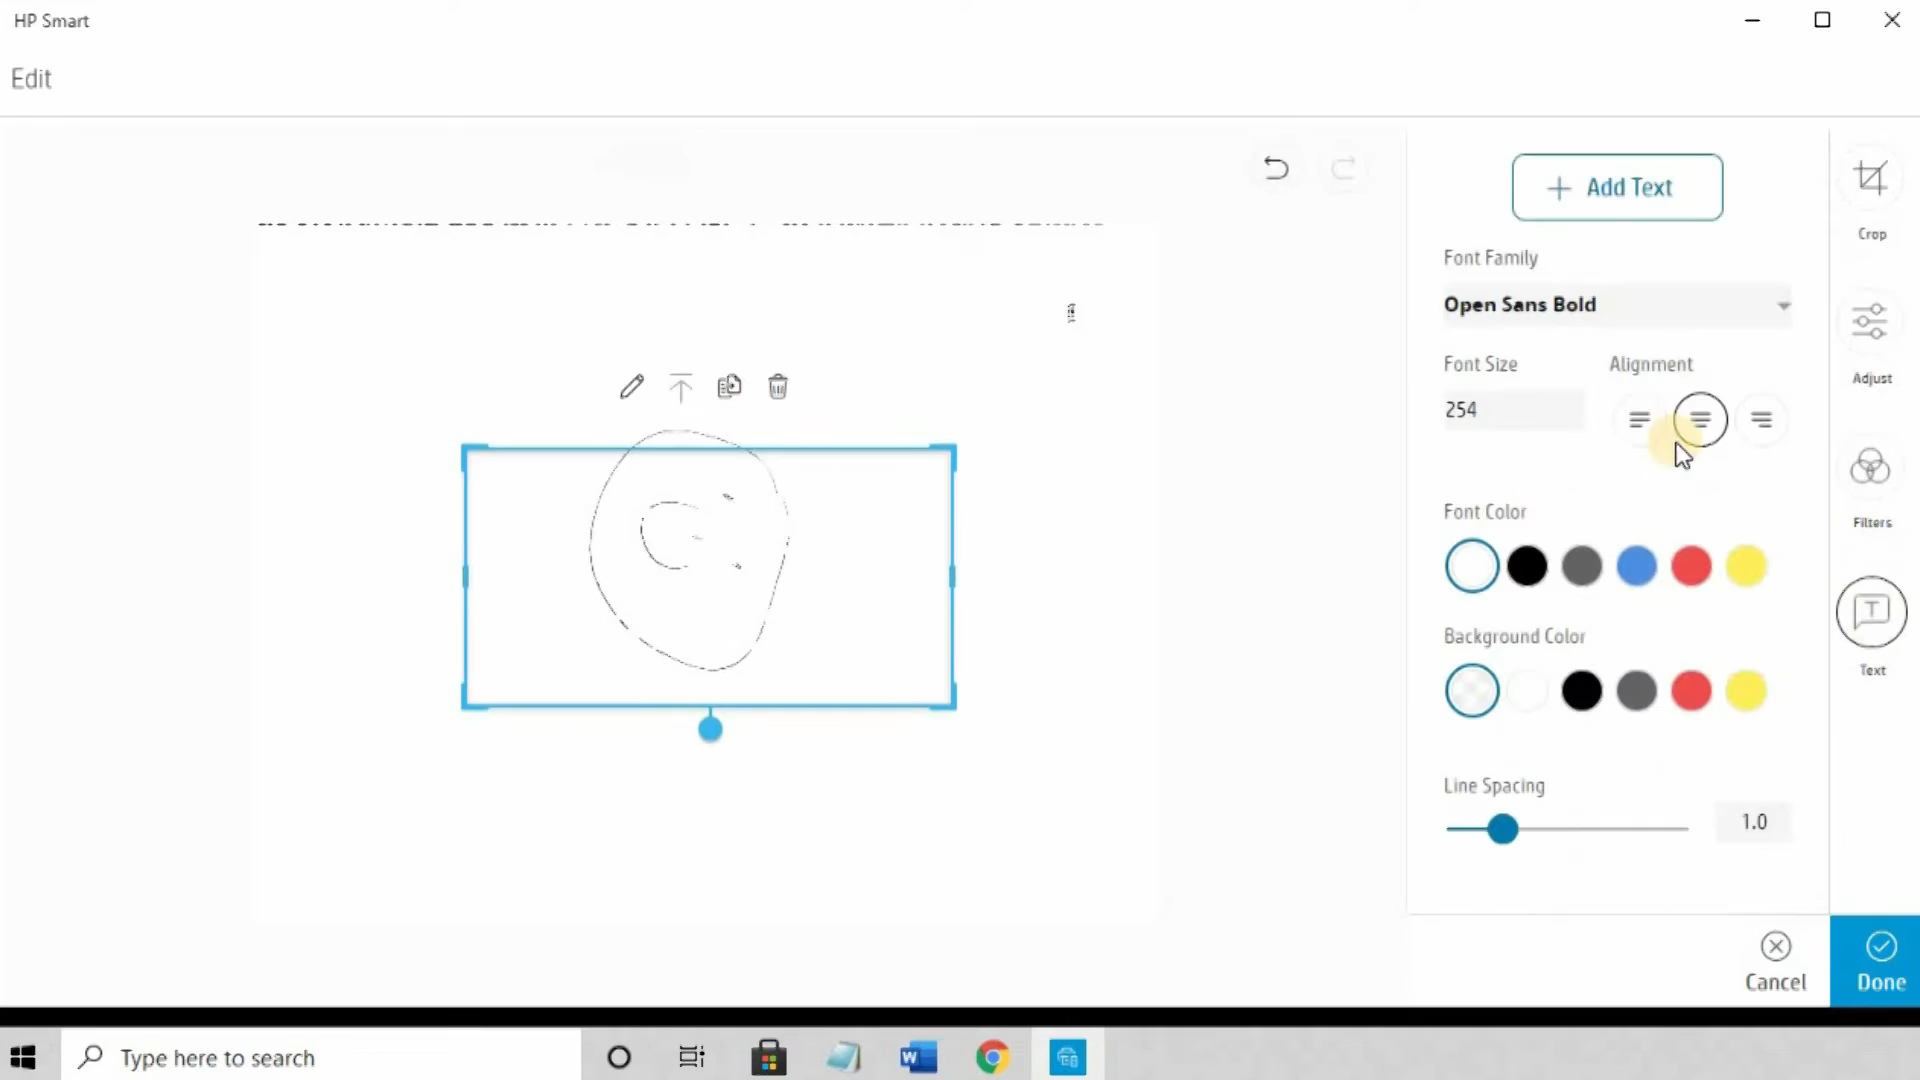 HP Smart
Edit
Add Text
Font Family
Open Sans Bold
Font Size
Alignment
254
Font Color
Background Color
Line Spacing
1.0
Crop
Adjust
Filters
T
Text
Cancel
Done
Type here to search
W